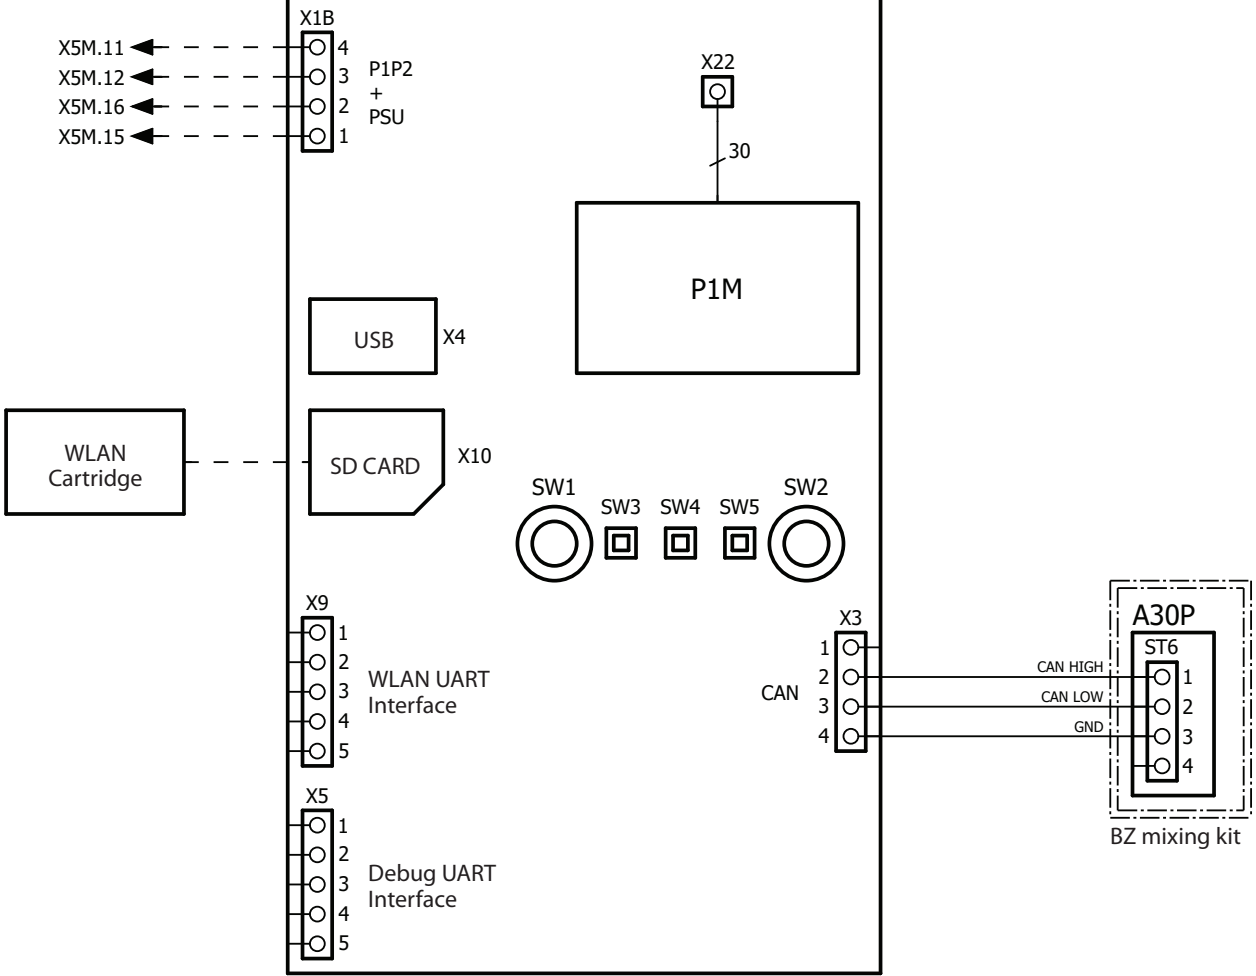 X1B
X5M.11
4
X5M.12
3
X5M.16
2
X5M.15
1
P1P2
+
PSU
X22
30
P1M
USB
X4
WLAN
Cartridge
SD CARD
X10
SW1
SW3
SW4
SW5
SW2
X9
1
2
3
4
5
WLAN UART
Interface
X3
1
2
3
4
CAN
CAN HIGH
CAN LOW
GND
A30P
ST6
1
2
3
4
BZ mixing kit
X5
1
2
3
4
5
Debug UART
Interface